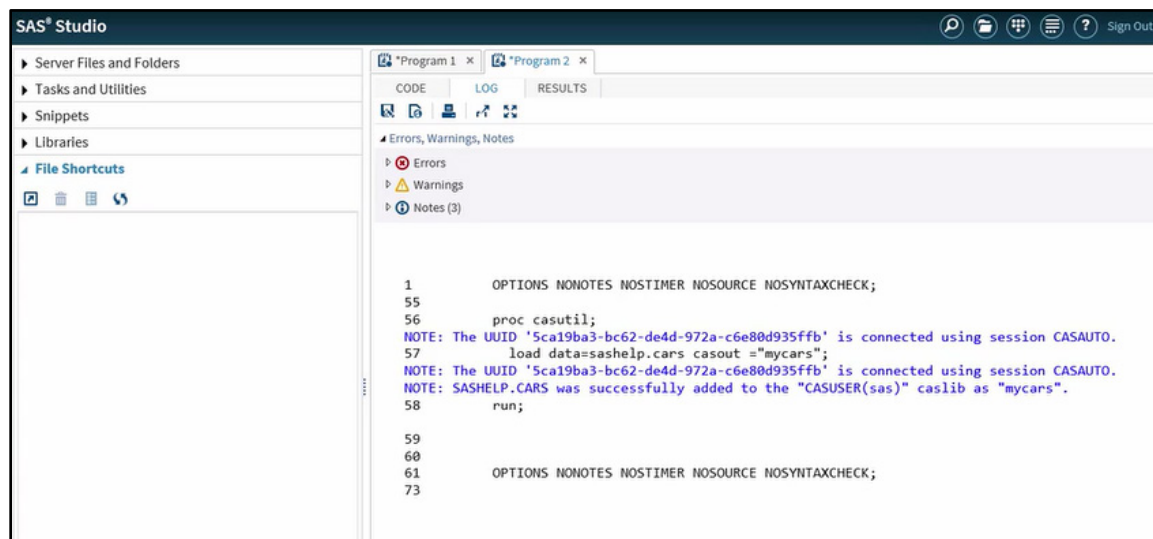 SAS® Studio
Sign Out
Server Files and Folders
Tasks and Utilities
Snippets
Libraries
File Shortcuts
*Program 1 ×
*Program 2 ×
CODE LOG RESULTS
Errors, Warnings, Notes
Errors
Warnings
Notes (3)
1 OPTIONS NONOTES NOSTIMER NOSOURCE NOSYNTAXCHECK;
55
56 proc casutil;
NOTE: The UUID '5ca19ba3-bc62-de4d-972a-c6e80d935ffb' is connected using session CASAUTO.
57 load data=sashelp.cars casout ="mycars";
NOTE: The UUID '5ca19ba3-bc62-de4d-972a-c6e80d935ffb' is connected using session CASAUTO.
NOTE: SASHELP.CARS was successfully added to the "CASUSER(sas)" caslib as "mycars".
58 run;
59
60
61 OPTIONS NONOTES NOSTIMER NOSOURCE NOSYNTAXCHECK;
73